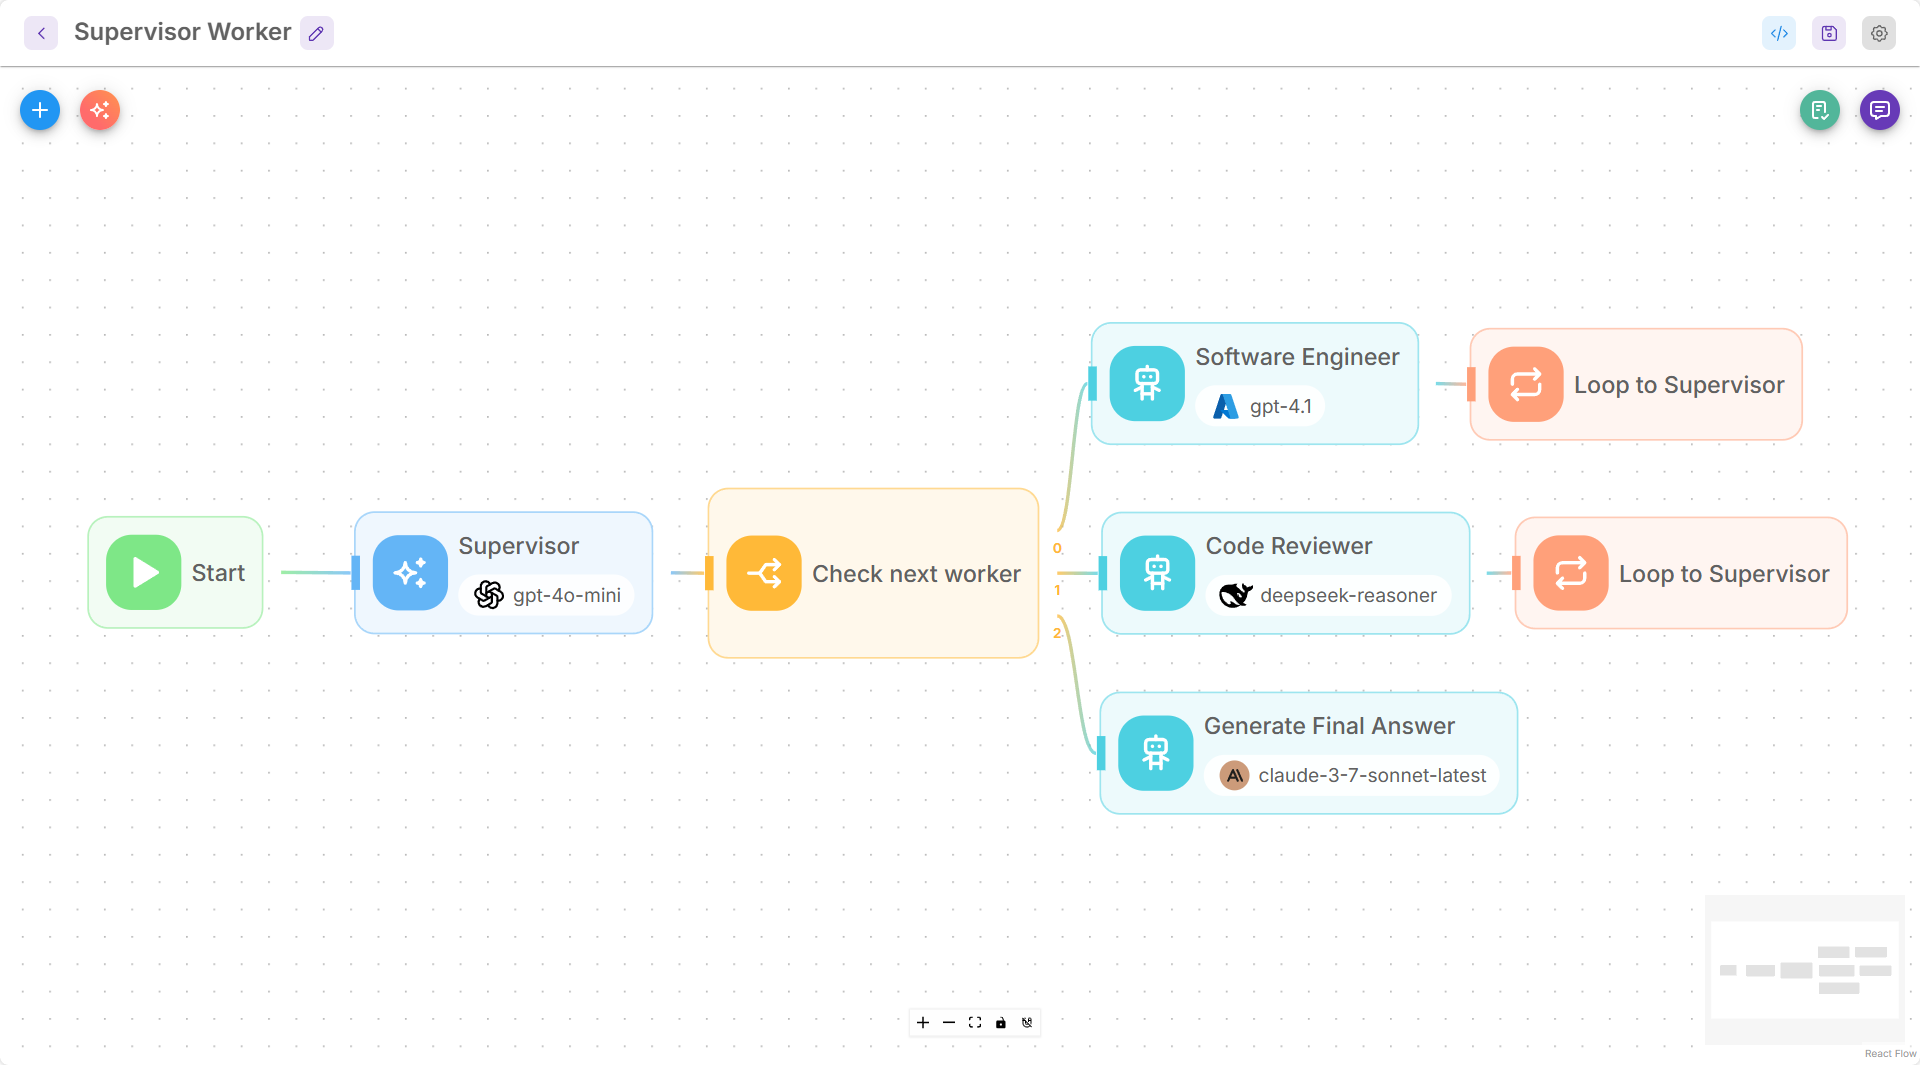 Supervisor Worker
Software Engineer
gpt-4.1
Loop to Supervisor
Start
Supervisor
gpt-4o-mini
Check next worker
0
1
2
Code Reviewer
deepseek-reasoner
Loop to Supervisor
Generate Final Answer
claude-3-7-sonnet-latest
React Flow